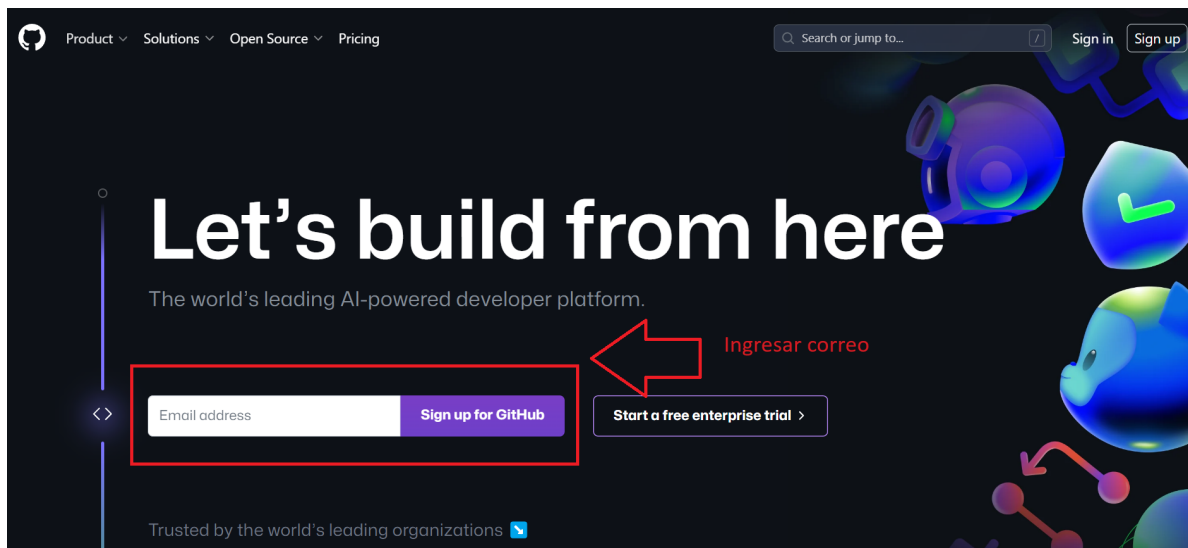 Product Solutions Open Source Pricing Search or jump to... / Sign in Sign up
Let's build from here
The world's leading AI-powered developer platform.
Ingresar correo
Email address Sign up for GitHub Start a free enterprise trial >
Trusted by the world's leading organizations